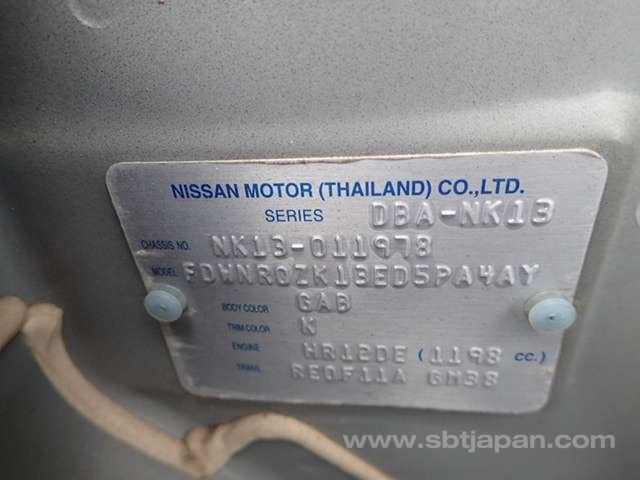 NISSAN MOTOR (THAILAND) CO.,LTD.
SERIES DBA-NK13
CHASSIS NO. NK13-011978
MODEL FDWNRQZK13ED5PA4AY
BODY COLOR GAB
TRIM COLOR K
ENGINE HR12DE (1198 cc.)
TRANS. RE0F11A GM38
www.sbtjapan.com